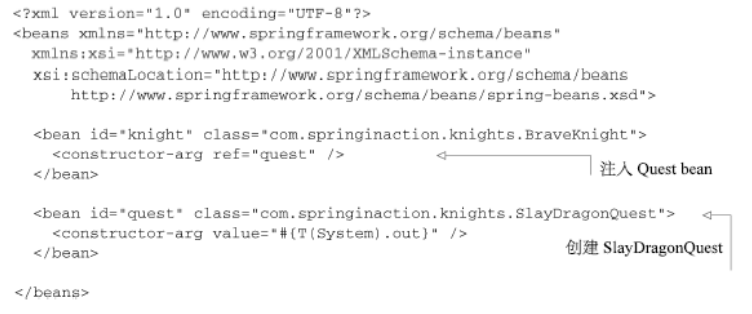 <?xml version="1.0" encoding="UTF-8"?>
<beans xmlns="http://www.springframework.org/schema/beans"
xmlns:xsi="http://www.w3.org/2001/XMLSchema-instance"
xsi:schemaLocation="http://www.springframework.org/schema/beans
http://www.springframework.org/schema/beans/spring-beans.xsd">
<bean id="knight" class="com.springinaction.knights.BraveKnight">
<constructor-arg ref="quest" />
注入 Quest bean
</bean>
<bean id="quest" class="com.springinaction.knights.SlayDragonQuest">
<constructor-arg value="#{T(System).out}" />
创建 SlayDragonQuest
</bean>
</beans>